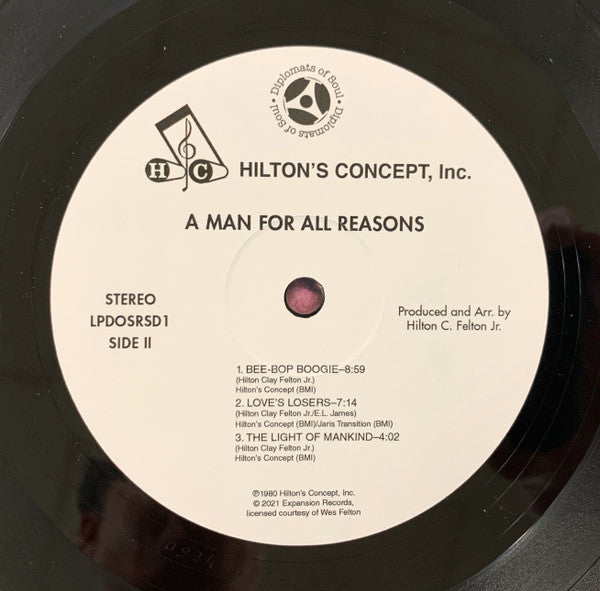 Diplomats of Soul · Diplomats of Soul ·
H C
HILTON'S CONCEPT, Inc.
A MAN FOR ALL REASONS
STEREO
LPDOSRSD1
SIDE II
Produced and Arr. by
Hilton C. Felton Jr.
1. BEE-BOP BOOGIE–8:59
(Hilton Clay Felton Jr.)
Hilton's Concept (BMI)
2. LOVE'S LOSERS–7:14
(Hilton Clay Felton Jr./E.L. James)
Hilton's Concept (BMI)/Jaris Transition (BMI)
3. THE LIGHT OF MANKIND–4:02
(Hilton Clay Felton Jr.)
Hilton's Concept (BMI)
℗1980 Hilton's Concept, Inc.
© 2021 Expansion Records,
licensed courtesy of Wes Felton